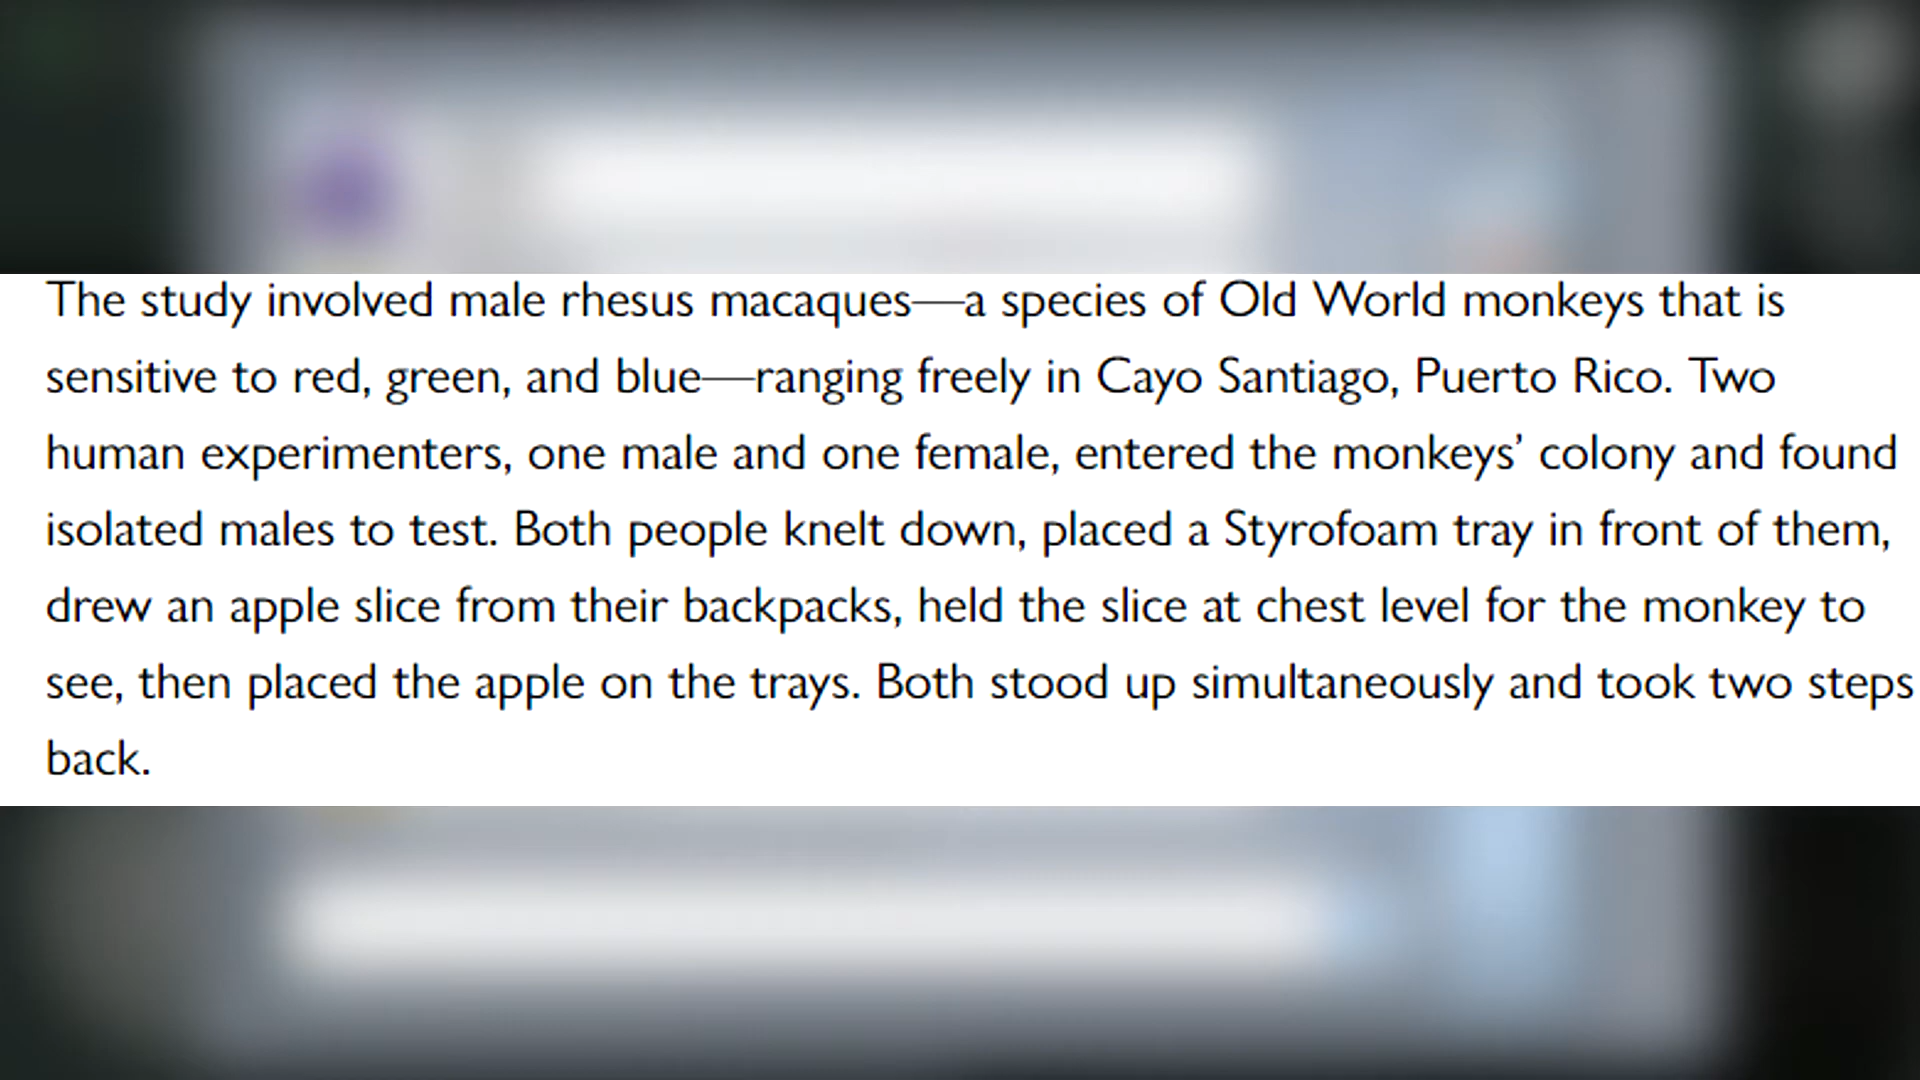 The study involved male rhesus macaques—a species of Old World monkeys that is
sensitive to red, green, and blue—ranging freely in Cayo Santiago, Puerto Rico. Two
human experimenters, one male and one female, entered the monkeys’ colony and found
isolated males to test. Both people knelt down, placed a Styrofoam tray in front of them,
drew an apple slice from their backpacks, held the slice at chest level for the monkey to
see, then placed the apple on the trays. Both stood up simultaneously and took two steps
back.